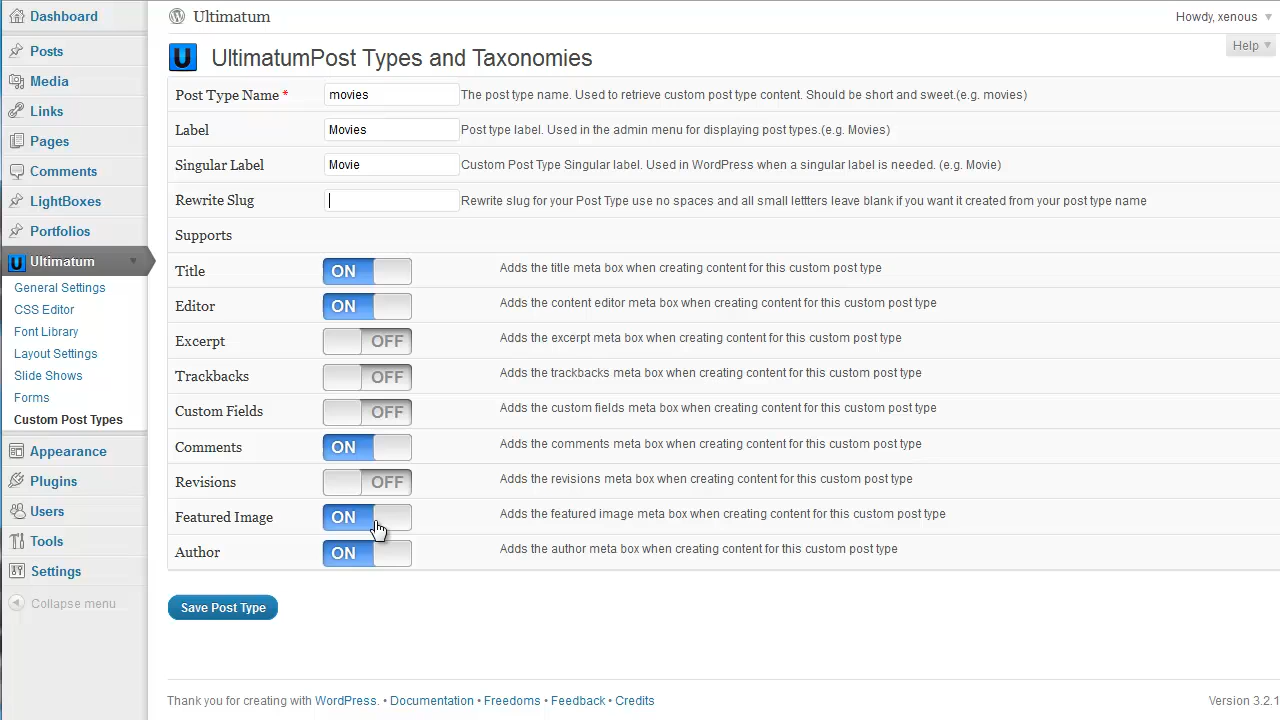 Dashboard
Posts
Media
Links
Pages
Comments
LightBoxes
Portfolios
Ultimatum
General Settings
CSS Editor
Font Library
Layout Settings
Slide Shows
Forms
Custom Post Types
Appearance
Plugins
Users
Tools
Settings
Collapse menu
Ultimatum
Howdy, xenous
Help
U UltimatumPost Types and Taxonomies
Post Type Name * movies The post type name. Used to retrieve custom post type content. Should be short and sweet.(e.g. movies)
Label Movies Post type label. Used in the admin menu for displaying post types.(e.g. Movies)
Singular Label Movie Custom Post Type Singular label. Used in WordPress when a singular label is needed. (e.g. Movie)
Rewrite Slug Rewrite slug for your Post Type use no spaces and all small lettters leave blank if you want it created from your post type name
Supports
Title ON Adds the title meta box when creating content for this custom post type
Editor ON Adds the content editor meta box when creating content for this custom post type
Excerpt OFF Adds the excerpt meta box when creating content for this custom post type
Trackbacks OFF Adds the trackbacks meta box when creating content for this custom post type
Custom Fields OFF Adds the custom fields meta box when creating content for this custom post type
Comments ON Adds the comments meta box when creating content for this custom post type
Revisions OFF Adds the revisions meta box when creating content for this custom post type
Featured Image ON Adds the featured image meta box when creating content for this custom post type
Author ON Adds the author meta box when creating content for this custom post type
Save Post Type
Thank you for creating with WordPress. • Documentation • Freedoms • Feedback • Credits
Version 3.2.1